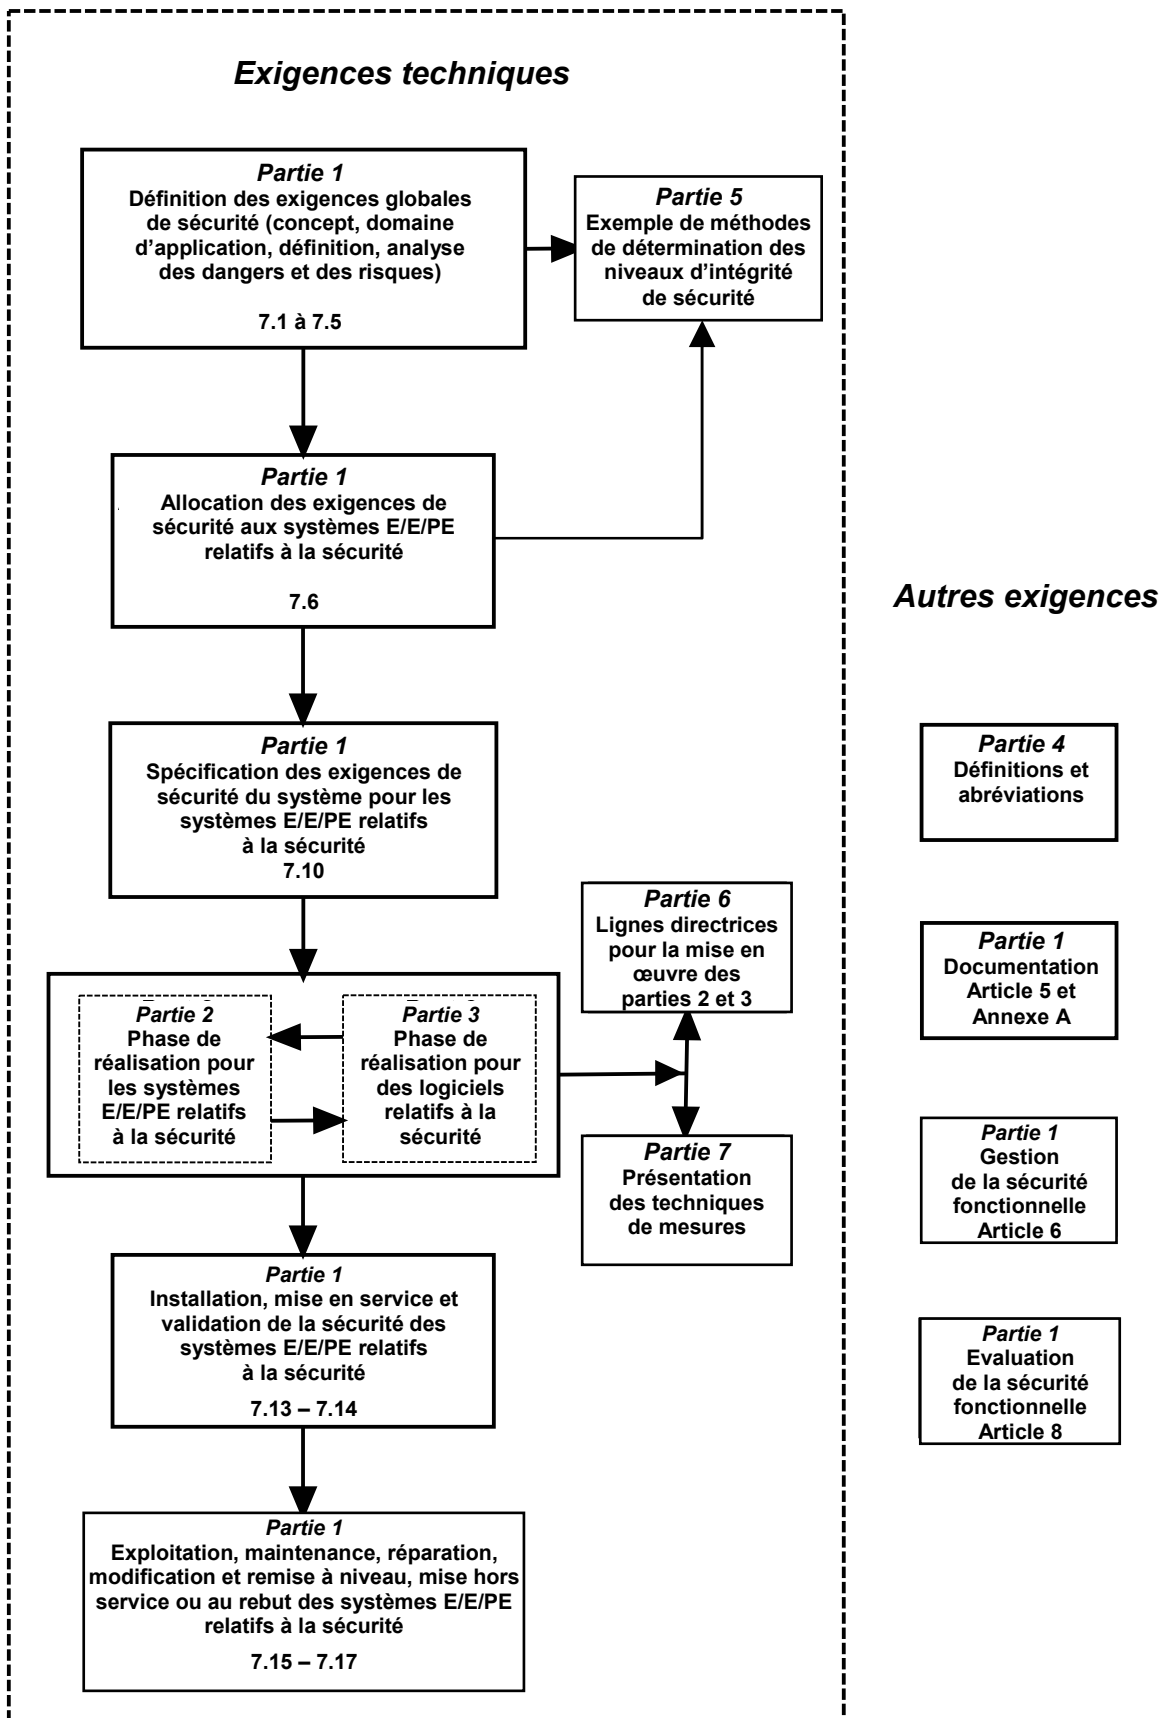 Exigences techniques
Partie 1
Définition des exigences globales
de sécurité (concept, domaine
d'application, définition, analyse
des dangers et des risques)
7.1 à 7.5
Partie 5
Exemple de méthodes
de détermination des
niveaux d'intégrité
de sécurité
Partie 1
Allocation des exigences de
sécurité aux systèmes E/E/PE
relatifs à la sécurité
7.6
Partie 1
Spécification des exigences de
sécurité du système pour les
systèmes E/E/PE relatifs
à la sécurité
7.10
Partie 2
Phase de
réalisation pour
les systèmes
E/E/PE relatifs
à la sécurité
Partie 3
Phase de
réalisation pour
des logiciels
relatifs à la
sécurité
Partie 6
Lignes directrices
pour la mise en
œuvre des
parties 2 et 3
Partie 7
Présentation
des techniques
de mesures
Partie 1
Installation, mise en service et
validation de la sécurité des
systèmes E/E/PE relatifs
à la sécurité
7.13 – 7.14
Partie 1
Exploitation, maintenance, réparation,
modification et remise à niveau, mise hors
service ou au rebut des systèmes E/E/PE
relatifs à la sécurité
7.15 – 7.17
Autres exigences
Partie 4
Définitions et
abréviations
Partie 1
Documentation
Article 5 et
Annexe A
Partie 1
Gestion
de la sécurité
fonctionnelle
Article 6
Partie 1
Evaluation
de la sécurité
fonctionnelle
Article 8